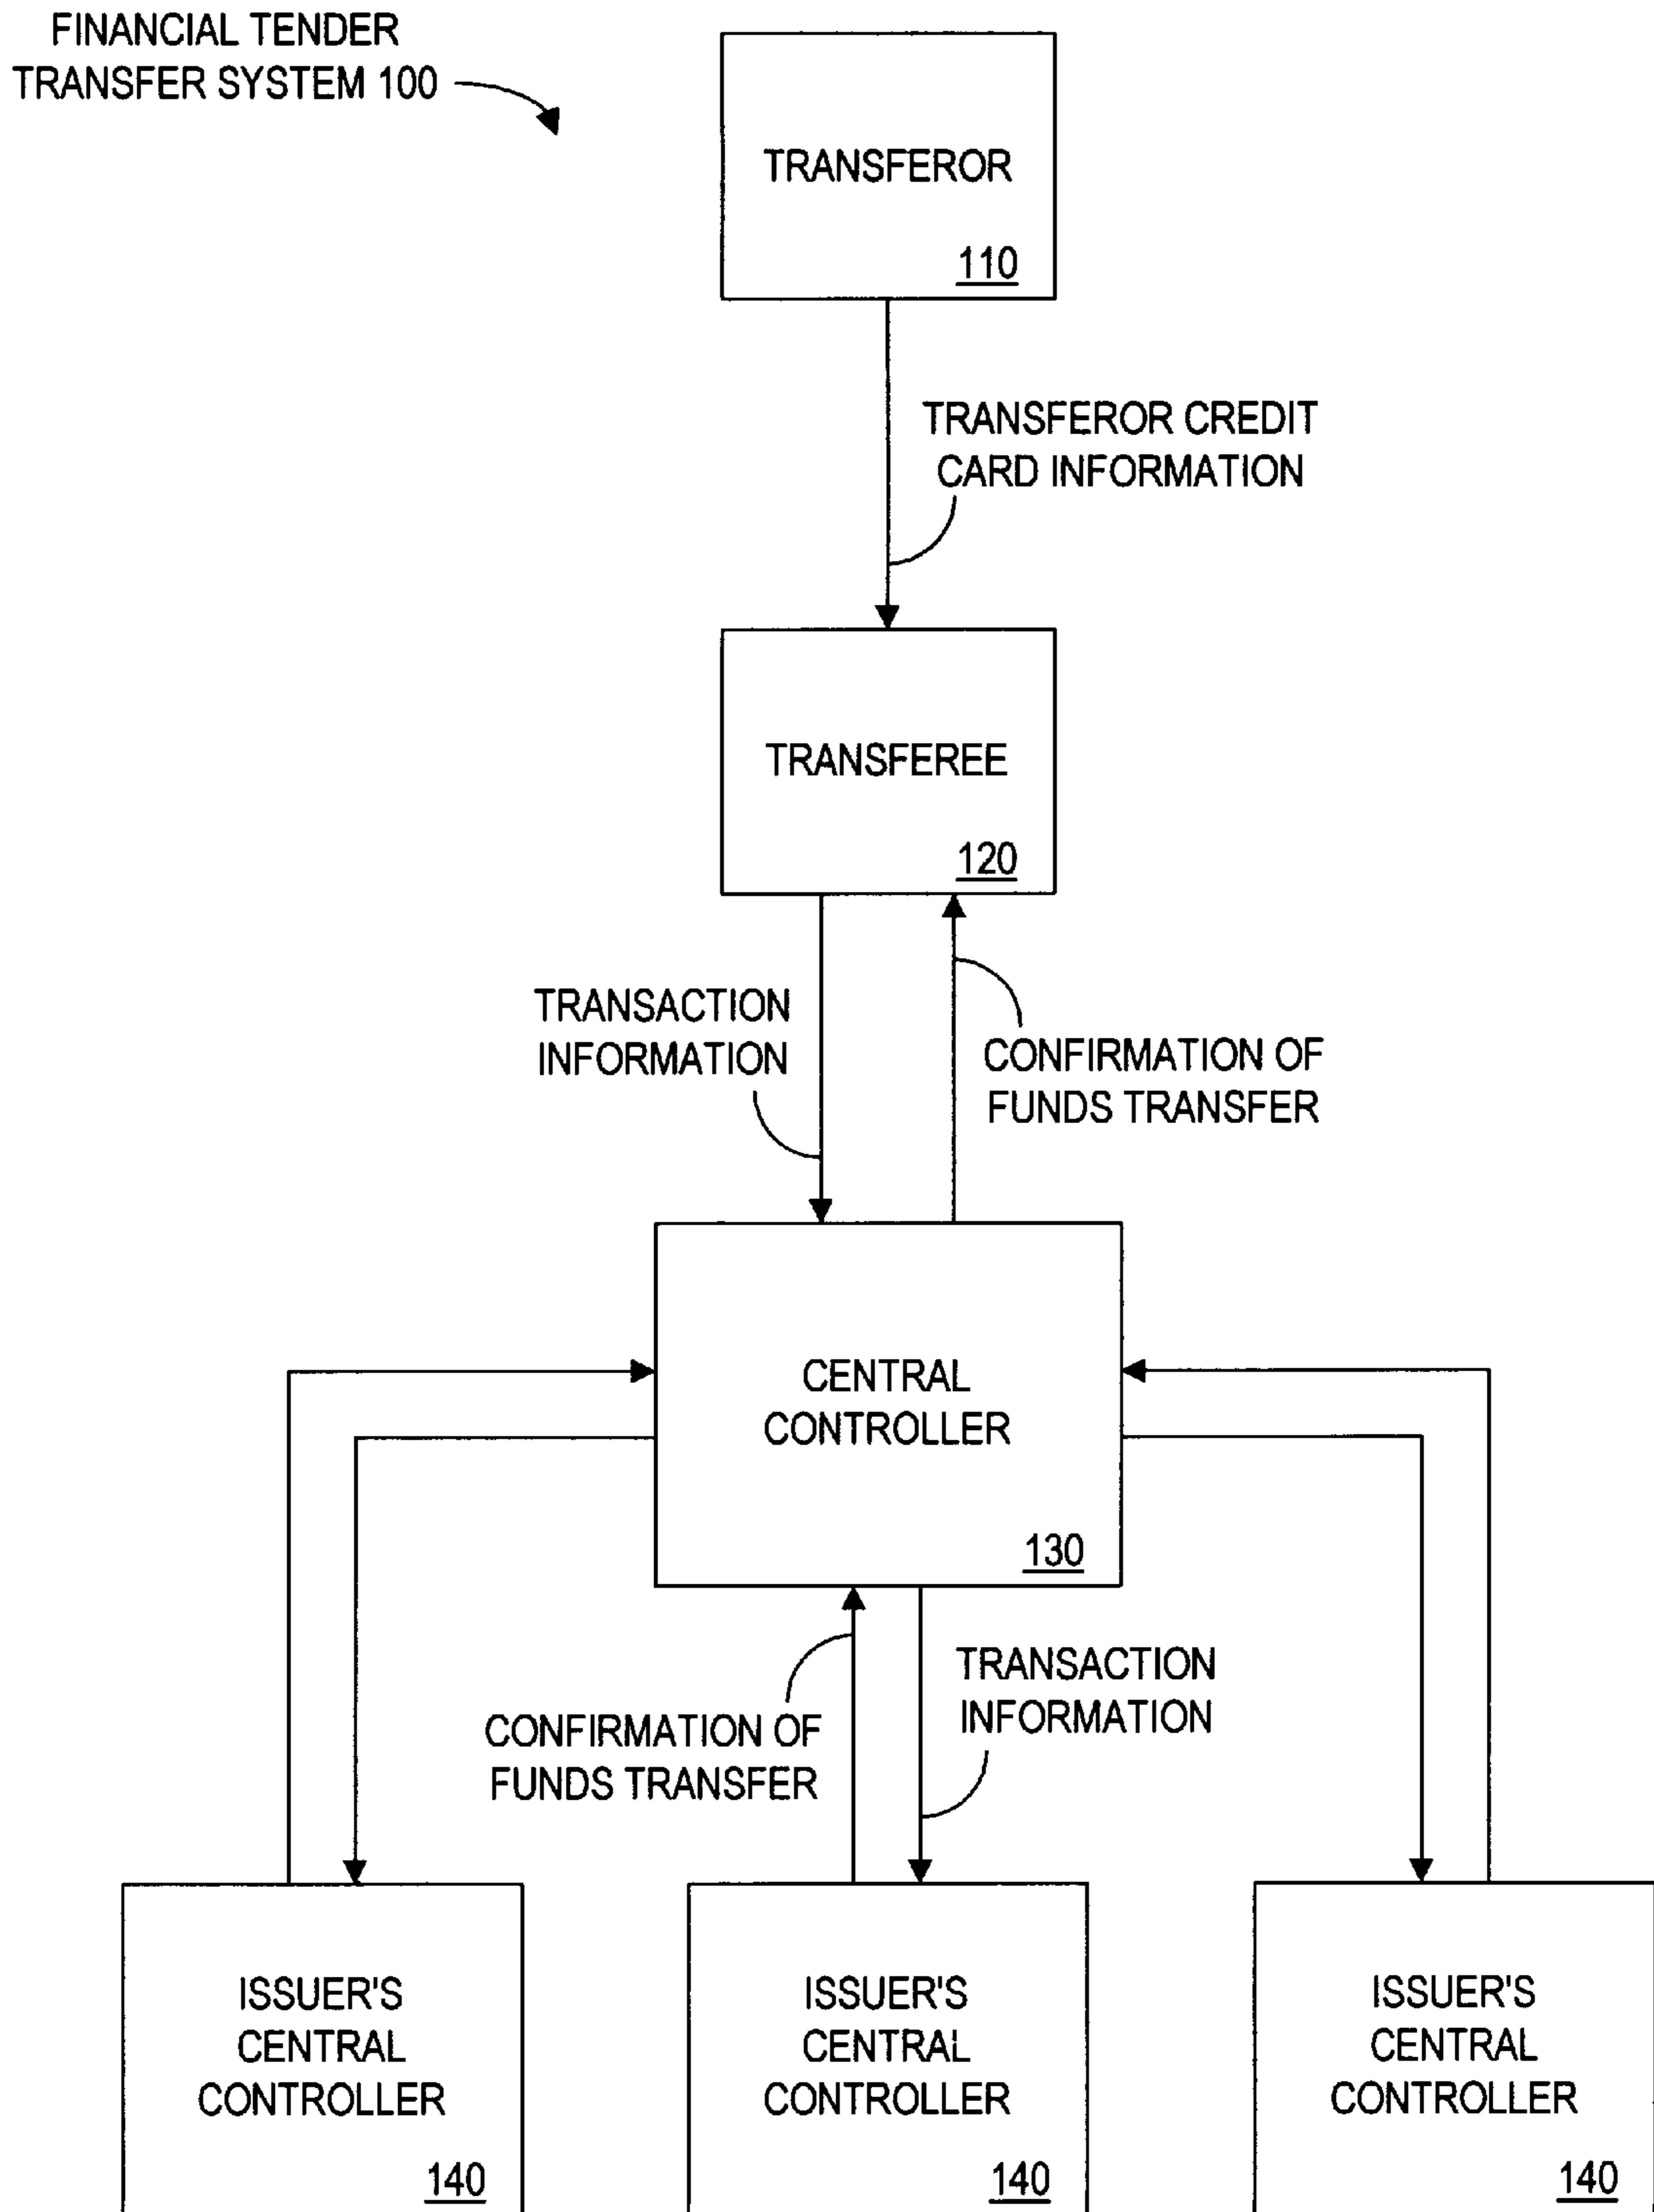 FINANCIAL TENDER
TRANSFER SYSTEM 100
TRANSFEROR
110
TRANSFEROR CREDIT
CARD INFORMATION
TRANSFEREE
120
TRANSACTION
INFORMATION
CONFIRMATION OF
FUNDS TRANSFER
CENTRAL
CONTROLLER
130
CONFIRMATION OF
FUNDS TRANSFER
TRANSACTION
INFORMATION
ISSUER'S
CENTRAL
CONTROLLER
140
ISSUER'S
CENTRAL
CONTROLLER
140
ISSUER'S
CENTRAL
CONTROLLER
140